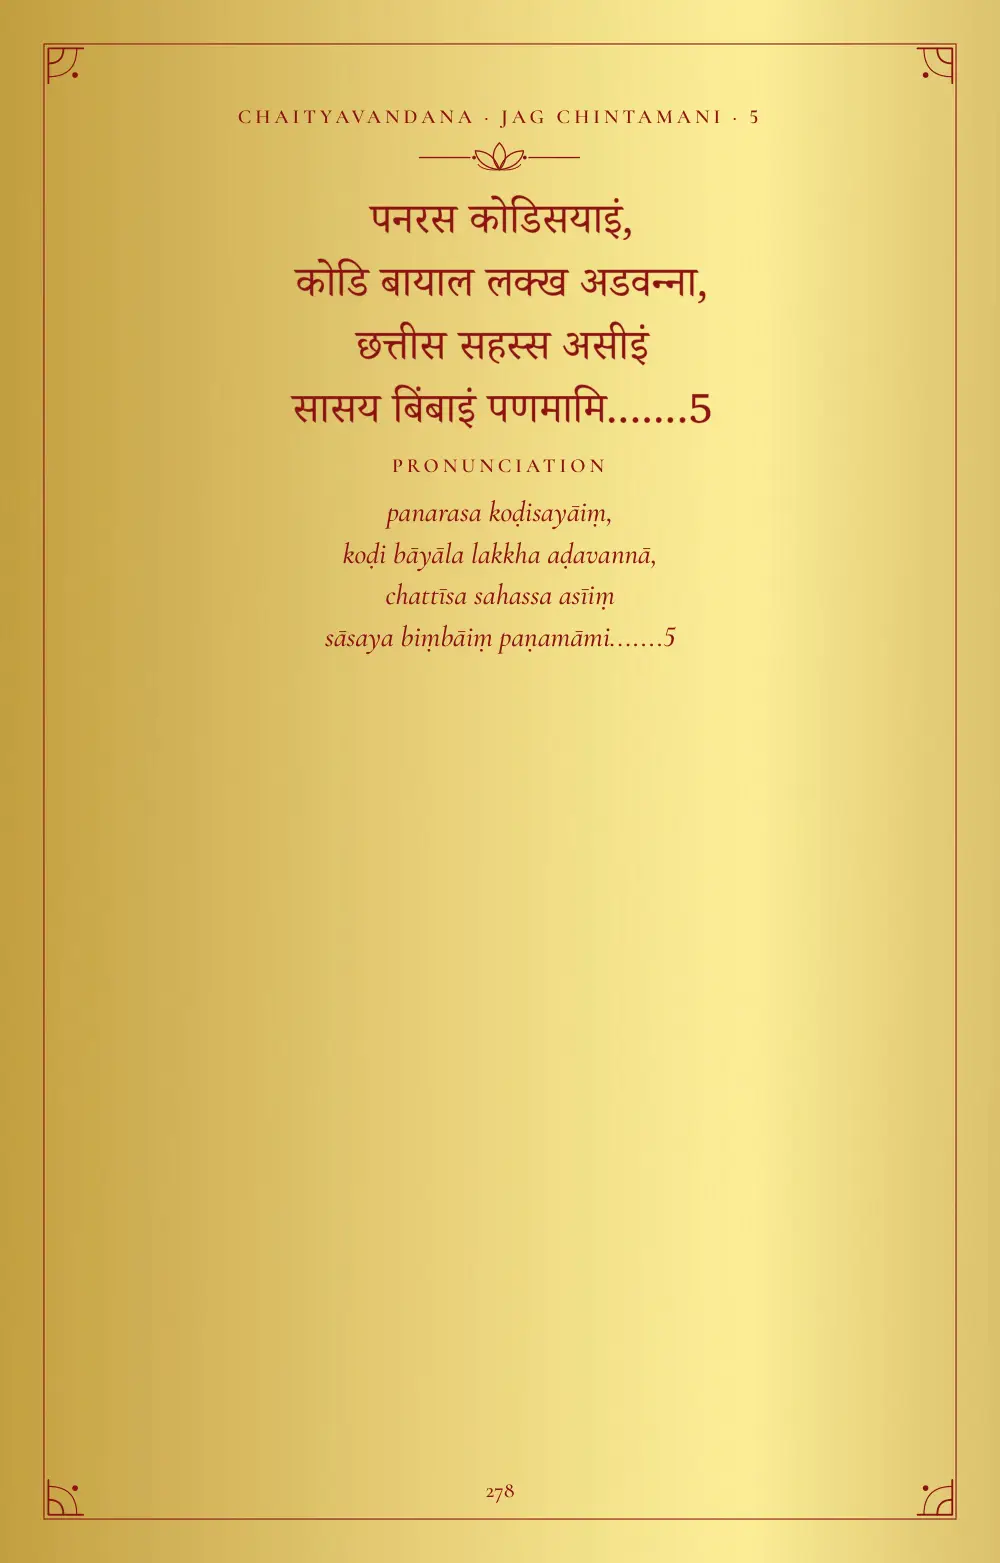 CHAITYAVANDANA · JAG CHINTAMANI · 5
पनरस कोडिसयाइं,
कोडि बायाल लक्ख अडवन्ना,
छत्तीस सहस्स असीइं
सासय बिंबाइं पणमामि.......5
PRONUNCIATION
panarasa koḍisayāiṃ,
koḍi bāyāla lakkha aḍavannā,
chattīsa sahassa asīiṃ
sāsaya biṃbāiṃ paṇamāmi.......5
278